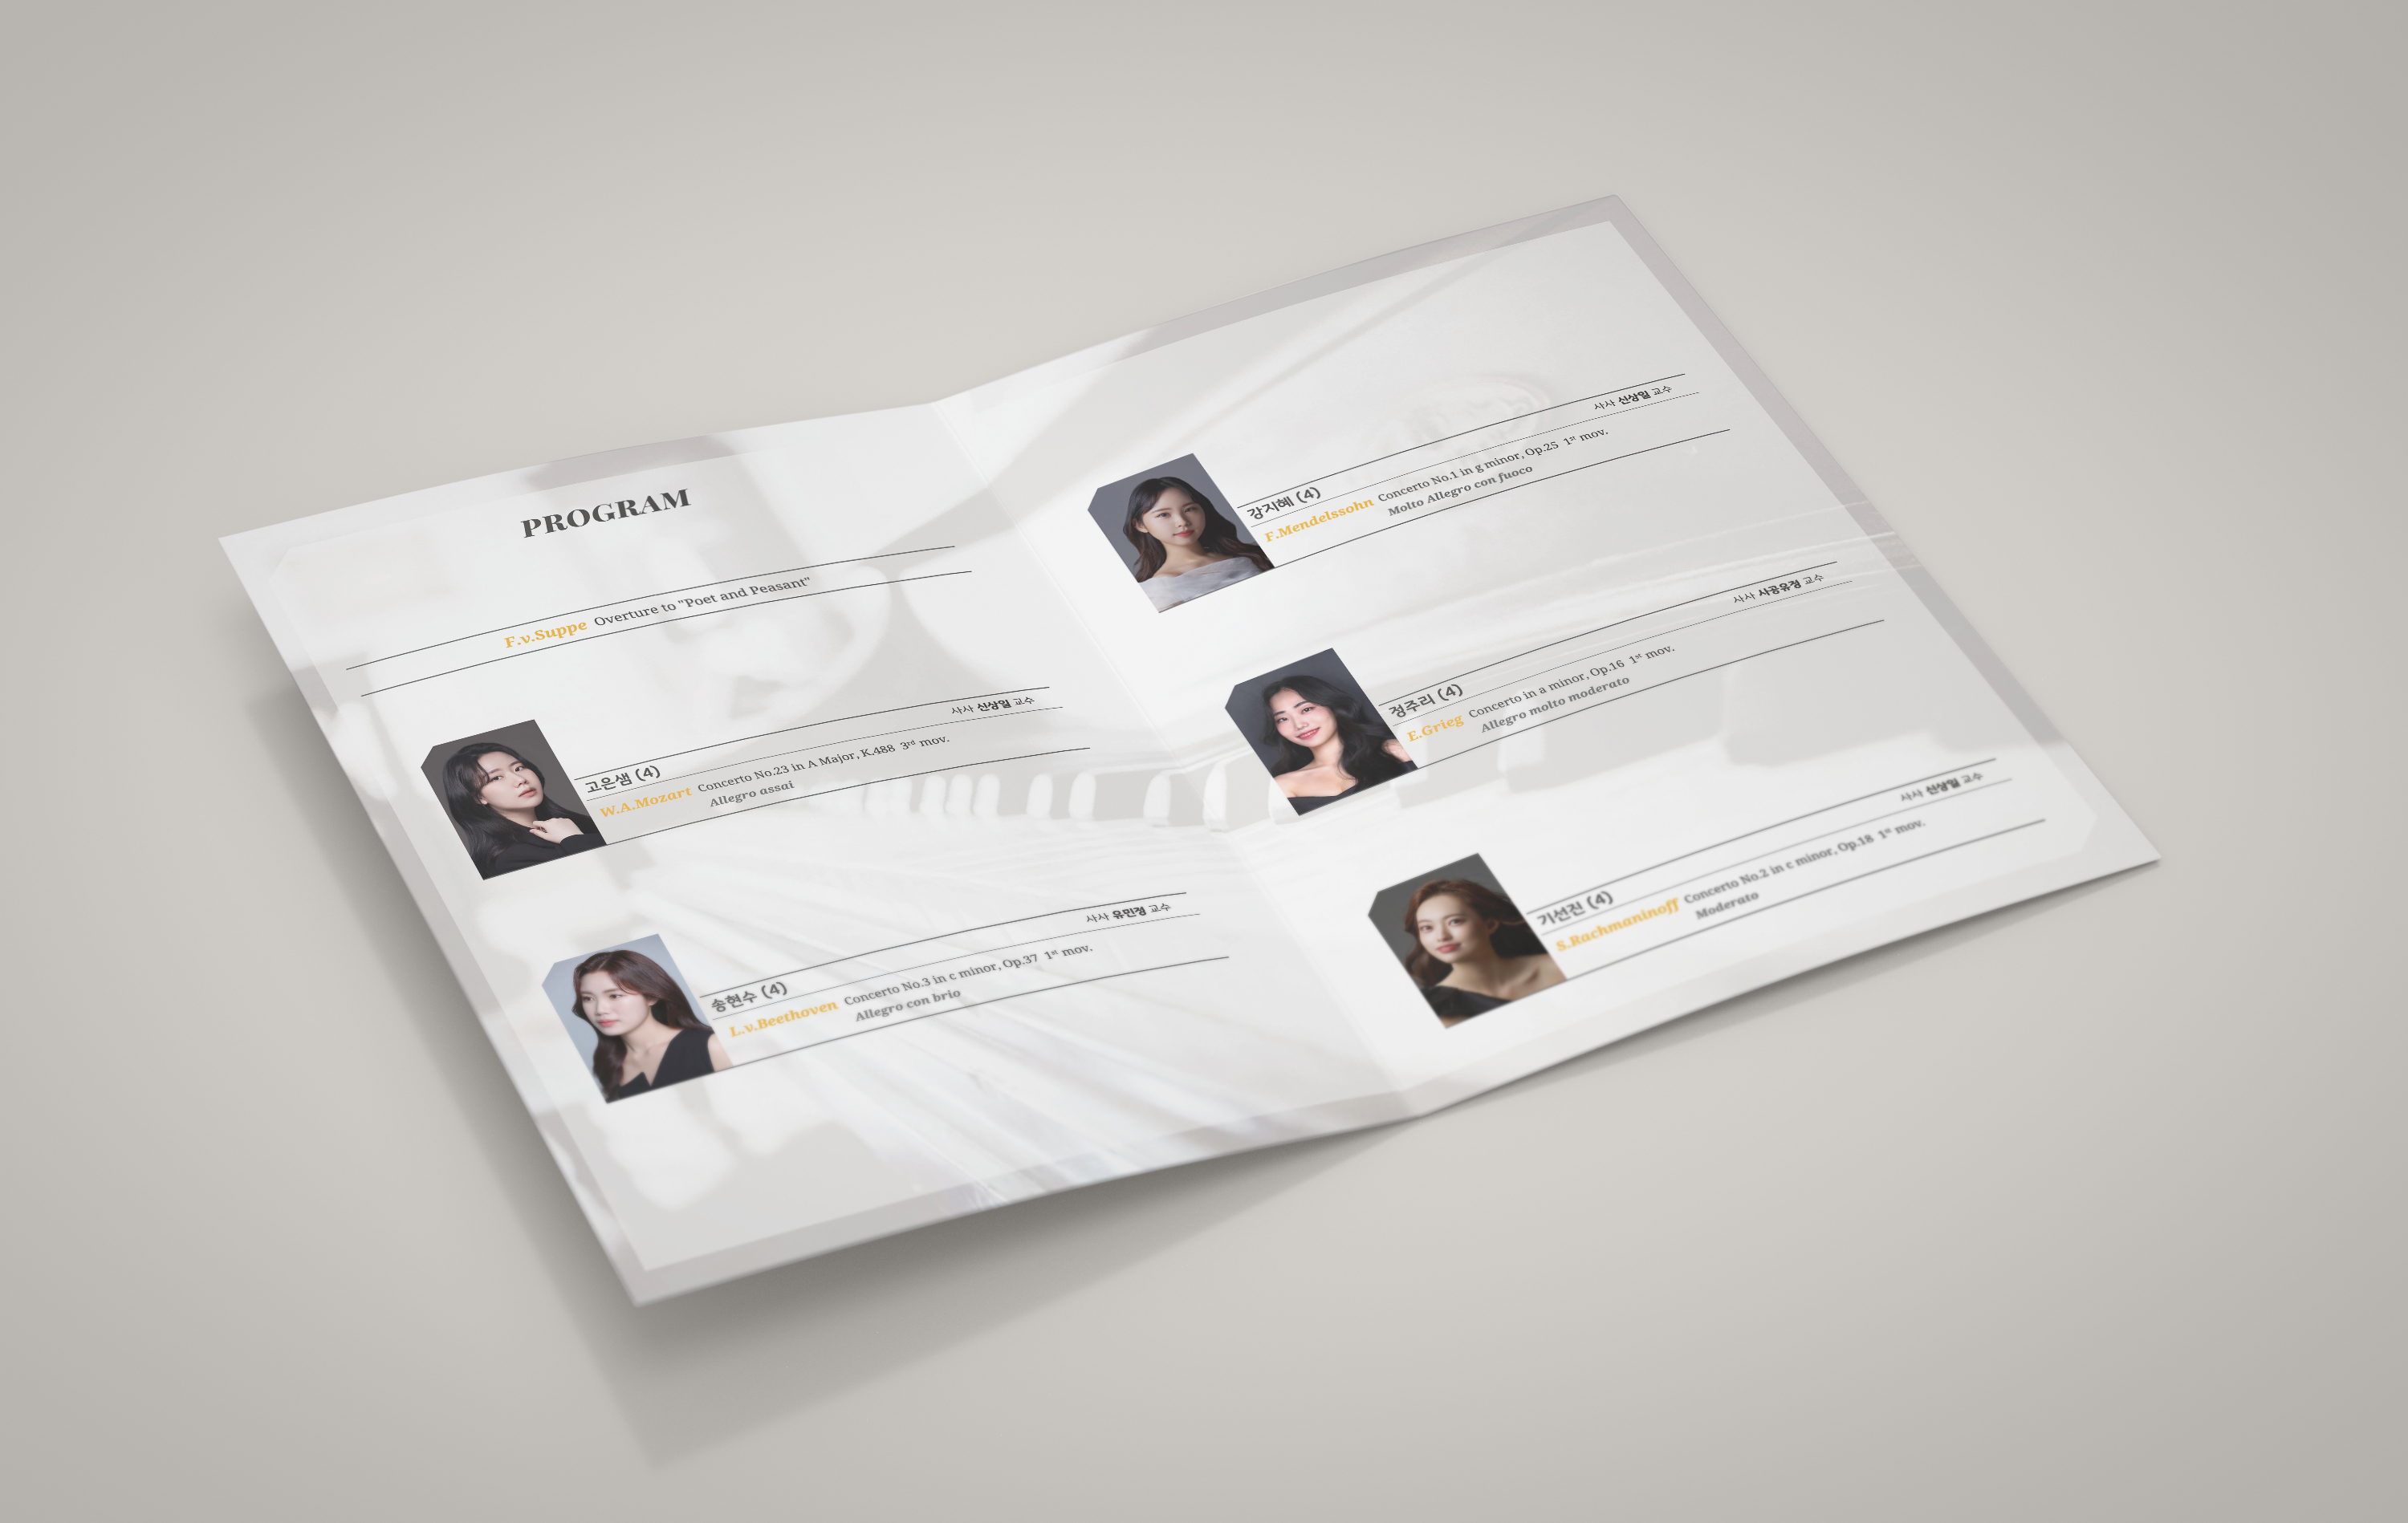 PROGRAM
F.v.Suppe Overture to "Poet and Peasant"
사사 신상일 교수
고은샘 (4)
W.A.Mozart Concerto No.23 in A Major, K.488 3rd mov.
Allegro assai
사사 유민정 교수
송현수 (4)
L.v.Beethoven Concerto No.3 in c minor, Op.37 1st mov.
Allegro con brio
사사 신상일 교수
강지혜 (4)
F.Mendelssohn Concerto No.1 in g minor, Op.25 1st mov.
Molto Allegro con fuoco
사사 사공유정 교수
정주리 (4)
E.Grieg Concerto in a minor, Op.16 1st mov.
Allegro molto moderato
사사 신상일 교수
기선진 (4)
S.Rachmaninoff Concerto No.2 in c minor, Op.18 1st mov.
Moderato